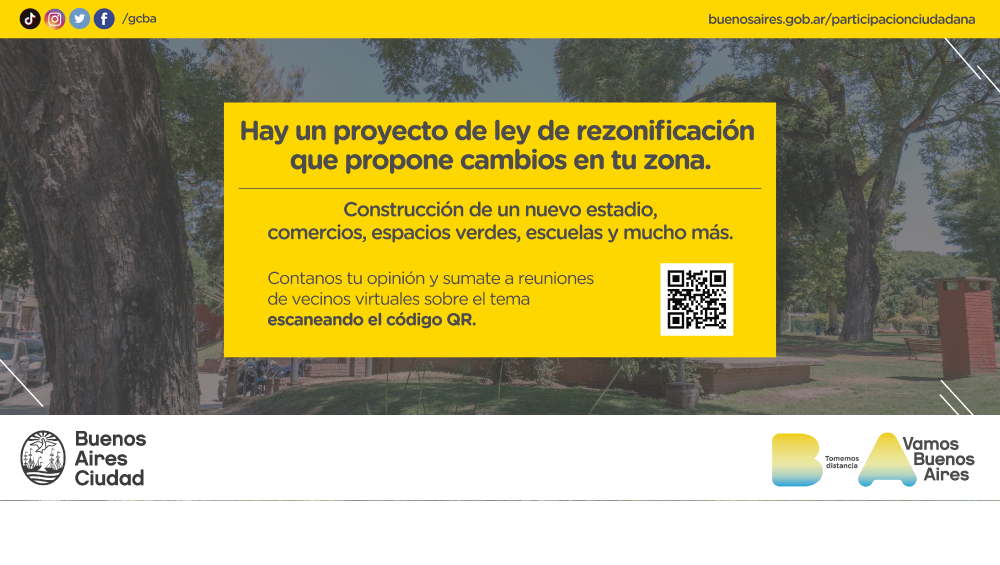 /gcba
buenosaires.gob.ar/participacionciudadana
Hay un proyecto de ley de rezonificación
que propone cambios en tu zona.
Construcción de un nuevo estadio,
comercios, espacios verdes, escuelas y mucho más.
Contanos tu opinión y sumate a reuniones
de vecinos virtuales sobre el tema
escaneando el código QR.
Buenos
Aires
Ciudad
BA
Tomemos
distancia
Vamos
Buenos
Aires